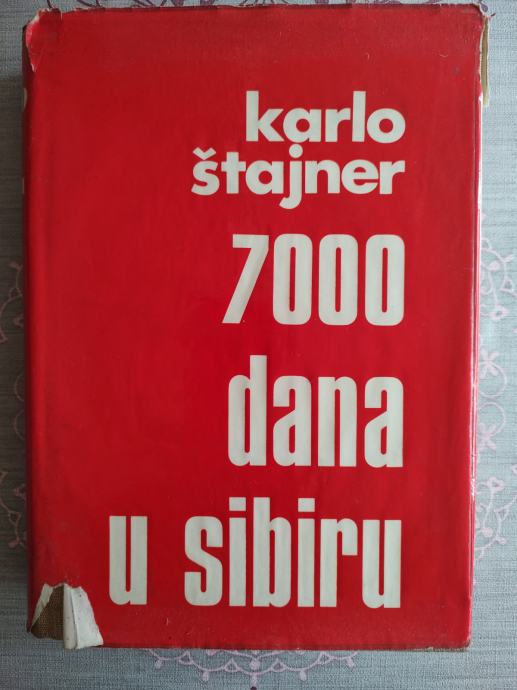 karlo
štajner
7000
dana
u sibiru